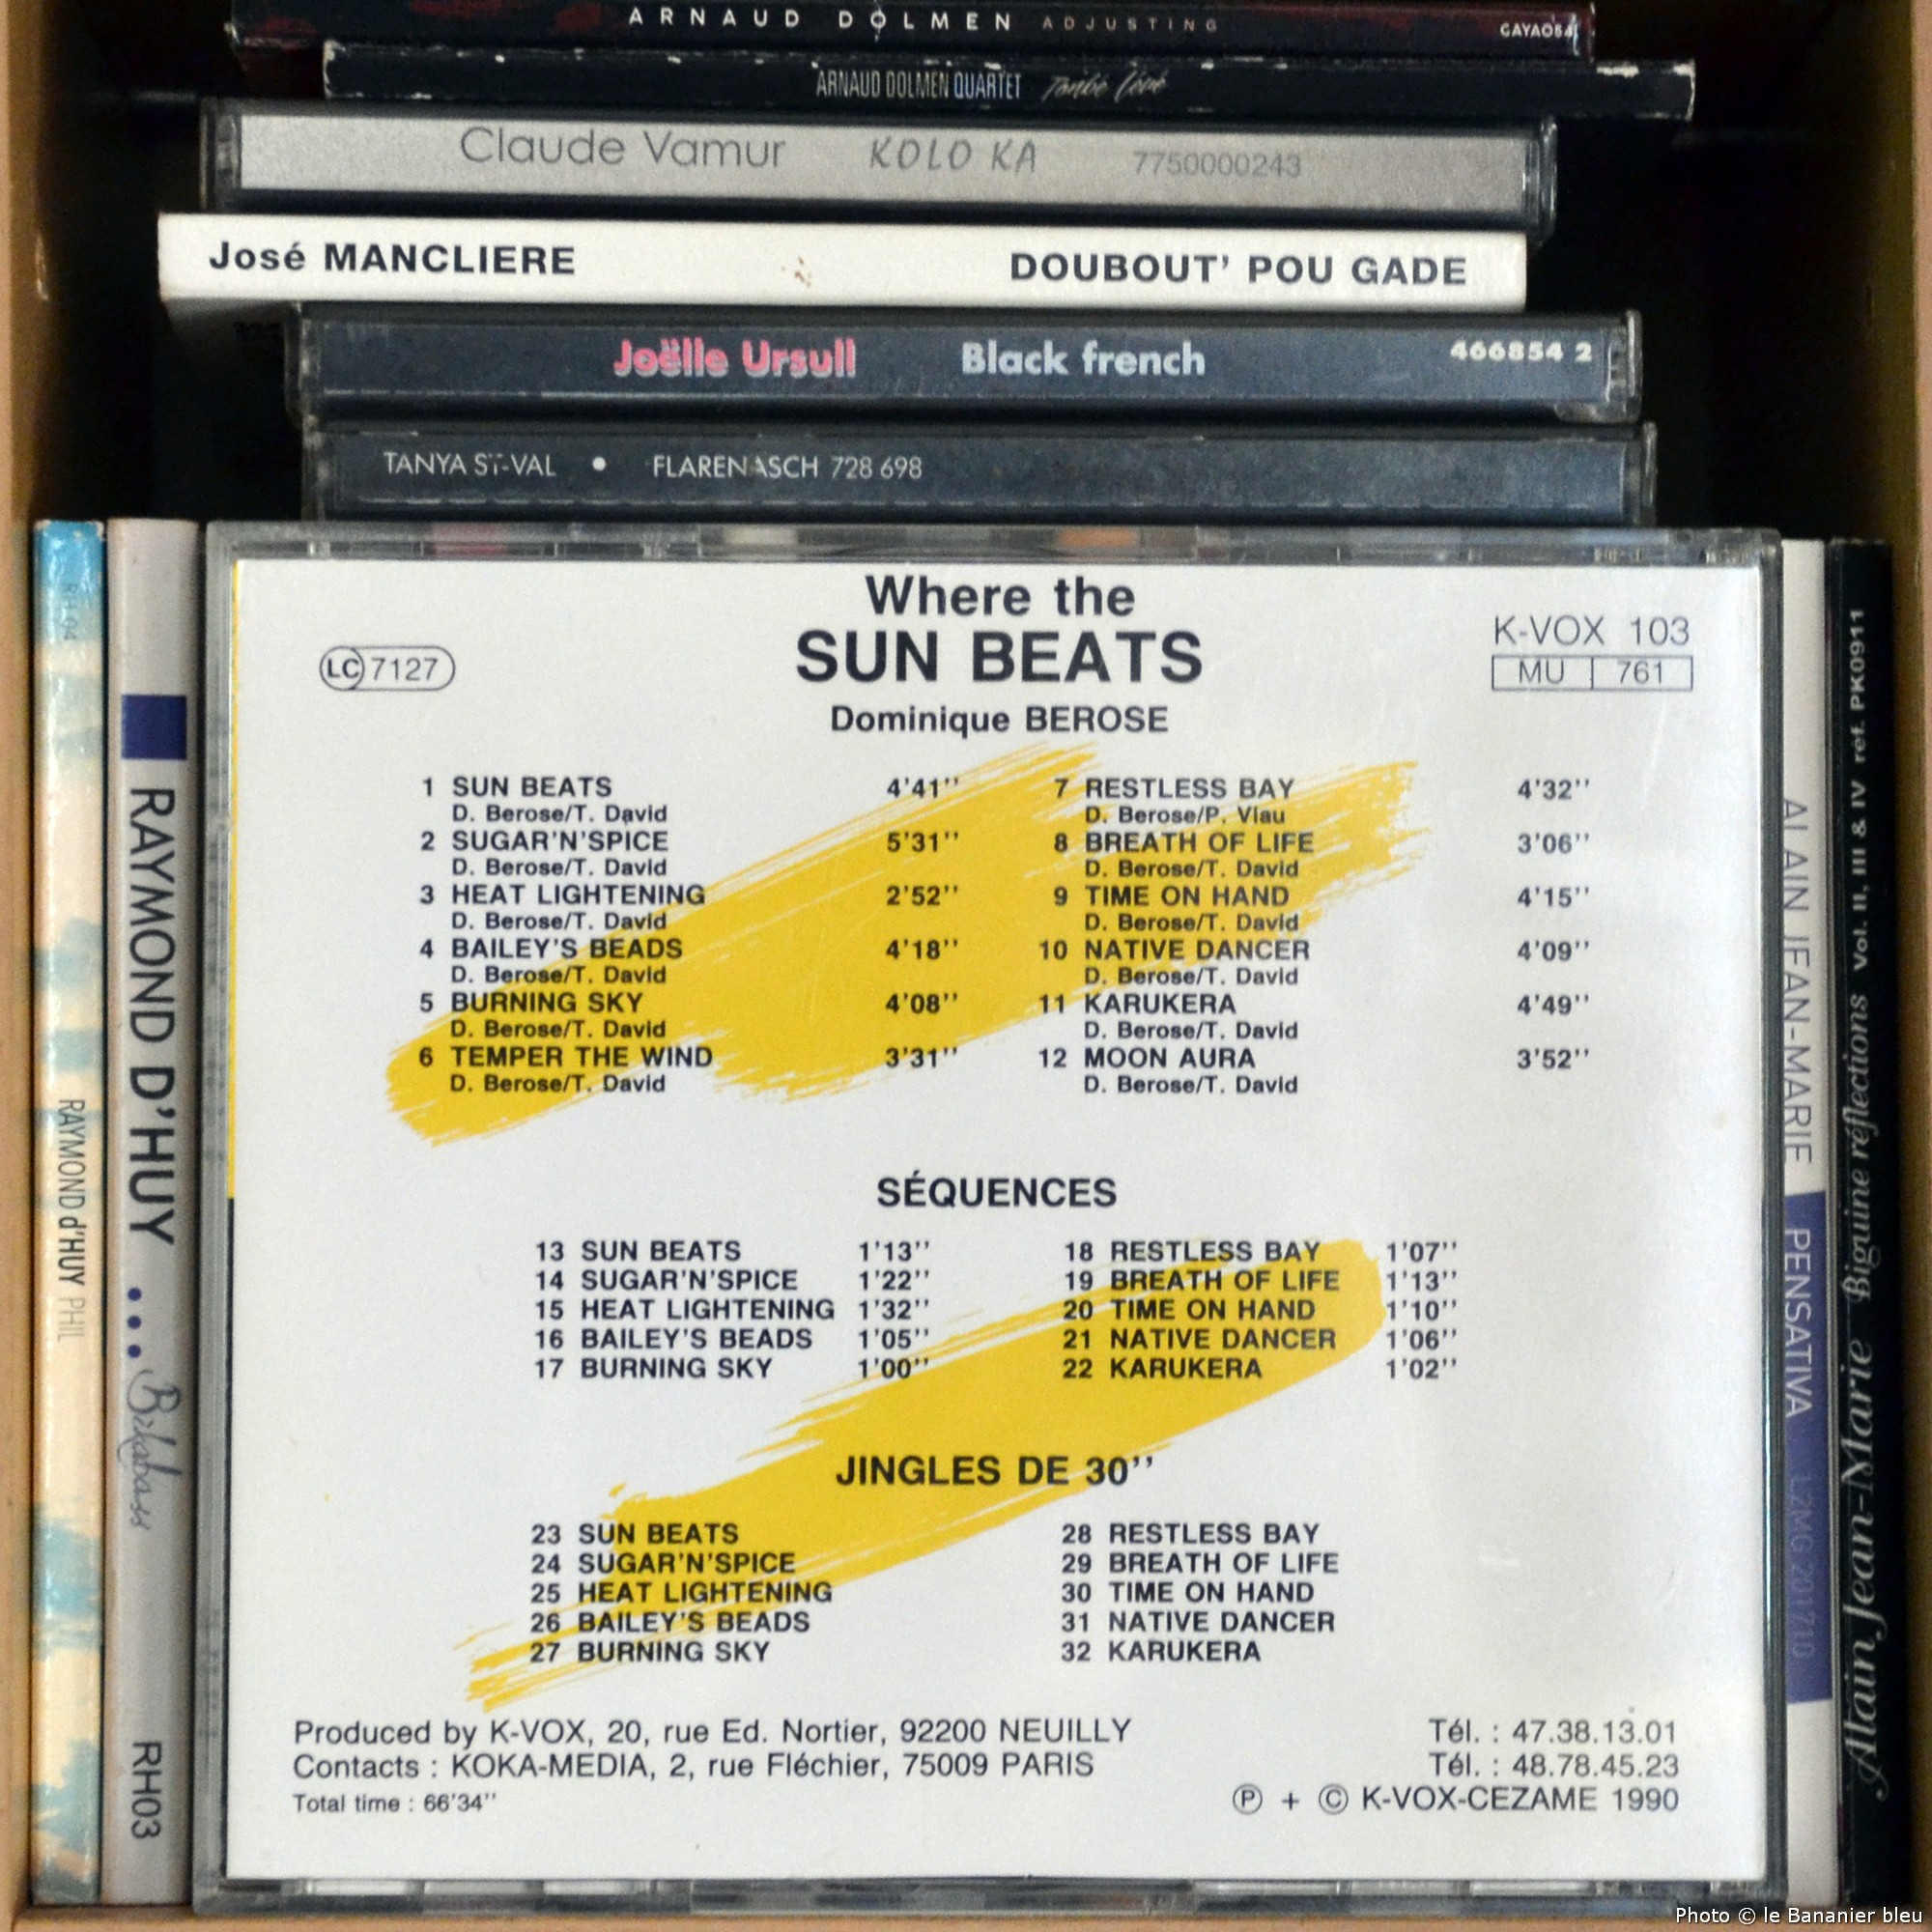 ARNAUD DOLMEN ADJUSTING GAYA054
ARNAUD DOLMEN QUARTET Tonbé Lévé
Claude Vamur KOLO KA 7750000243
José MANCLIERE DOUBOUT' POU GADE
Joëlle Ursull Black french 466854 2
TANYA ST-VAL • FLARENASCH 728 698
RAYMOND d'HUY PHIL
RAYMOND D'HUY ... Bikabass RH03
Where the
SUN BEATS
Dominique BEROSE
LC 7127
K-VOX 103
MU 761
1 SUN BEATS 4'41''
D. Berose/T. David
2 SUGAR'N'SPICE 5'31''
D. Berose/T. David
3 HEAT LIGHTENING 2'52''
D. Berose/T. David
4 BAILEY'S BEADS 4'18''
D. Berose/T. David
5 BURNING SKY 4'08''
D. Berose/T. David
6 TEMPER THE WIND 3'31''
D. Berose/T. David
7 RESTLESS BAY 4'32''
D. Berose/P. Viau
8 BREATH OF LIFE 3'06''
D. Berose/T. David
9 TIME ON HAND 4'15''
D. Berose/T. David
10 NATIVE DANCER 4'09''
D. Berose/T. David
11 KARUKERA 4'49''
D. Berose/T. David
12 MOON AURA 3'52''
D. Berose/T. David
SÉQUENCES
13 SUN BEATS 1'13''
14 SUGAR'N'SPICE 1'22''
15 HEAT LIGHTENING 1'32''
16 BAILEY'S BEADS 1'05''
17 BURNING SKY 1'00''
18 RESTLESS BAY 1'07''
19 BREATH OF LIFE 1'13''
20 TIME ON HAND 1'10''
21 NATIVE DANCER 1'06''
22 KARUKERA 1'02''
JINGLES DE 30''
23 SUN BEATS
24 SUGAR'N'SPICE
25 HEAT LIGHTENING
26 BAILEY'S BEADS
27 BURNING SKY
28 RESTLESS BAY
29 BREATH OF LIFE
30 TIME ON HAND
31 NATIVE DANCER
32 KARUKERA
Produced by K-VOX, 20, rue Ed. Nortier, 92200 NEUILLY Tél. : 47.38.13.01
Contacts : KOKA-MEDIA, 2, rue Fléchier, 75009 PARIS Tél. : 48.78.45.23
Total time : 66'34'' Ⓟ + © K-VOX-CEZAME 1990
ALAIN JEAN-MARIE PENSATIVA L2MG 201710
Alain Jean-Marie Biguine réflections Vol. II, III & IV ref. PK0911
Photo © le Bananier bleu